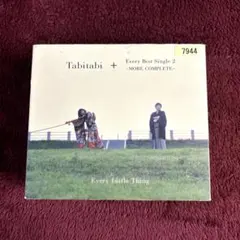 7944
Tabitabi + Every Best Single 2
~MORE COMPLETE~
Every Little Thing